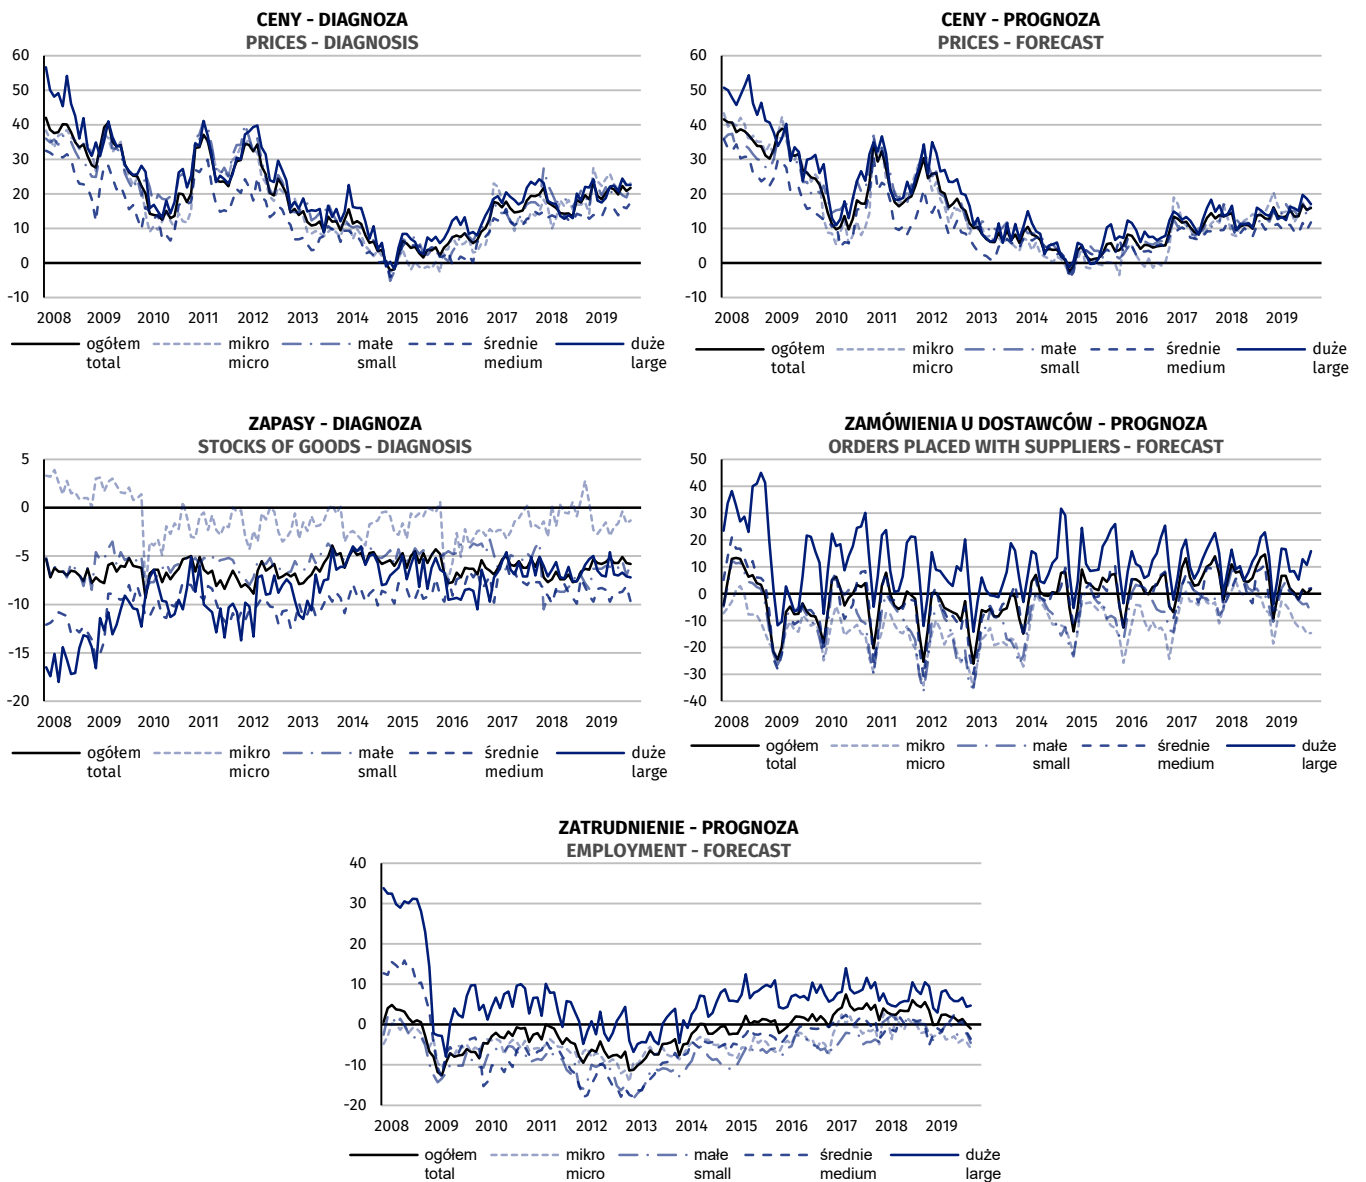 CENY - DIAGNOZA
PRICES - DIAGNOSIS
60
50
40
30
20
10
0
-10
2008 2009 2010 2011 2012 2013 2014 2015 2016 2017 2018 2019
ogółem mikro małe średnie duże
total micro small medium large
CENY - PROGNOZA
PRICES - FORECAST
60
50
40
30
20
10
0
-10
2008 2009 2010 2011 2012 2013 2014 2015 2016 2017 2018 2019
ogółem mikro małe średnie duże
total micro small medium large
ZAPASY - DIAGNOZA
STOCKS OF GOODS - DIAGNOSIS
5
0
-5
-10
-15
-20
2008 2009 2010 2011 2012 2013 2014 2015 2016 2017 2018 2019
ogółem mikro małe średnie duże
total micro small medium large
ZAMÓWIENIA U DOSTAWCÓW - PROGNOZA
ORDERS PLACED WITH SUPPLIERS - FORECAST
50
40
30
20
10
0
-10
-20
-30
-40
2008 2009 2010 2011 2012 2013 2014 2015 2016 2017 2018 2019
ogółem mikro małe średnie duże
total micro small medium large
ZATRUDNIENIE - PROGNOZA
EMPLOYMENT - FORECAST
40
30
20
10
0
-10
-20
2008 2009 2010 2011 2012 2013 2014 2015 2016 2017 2018 2019
ogółem mikro małe średnie duże
total micro small medium large